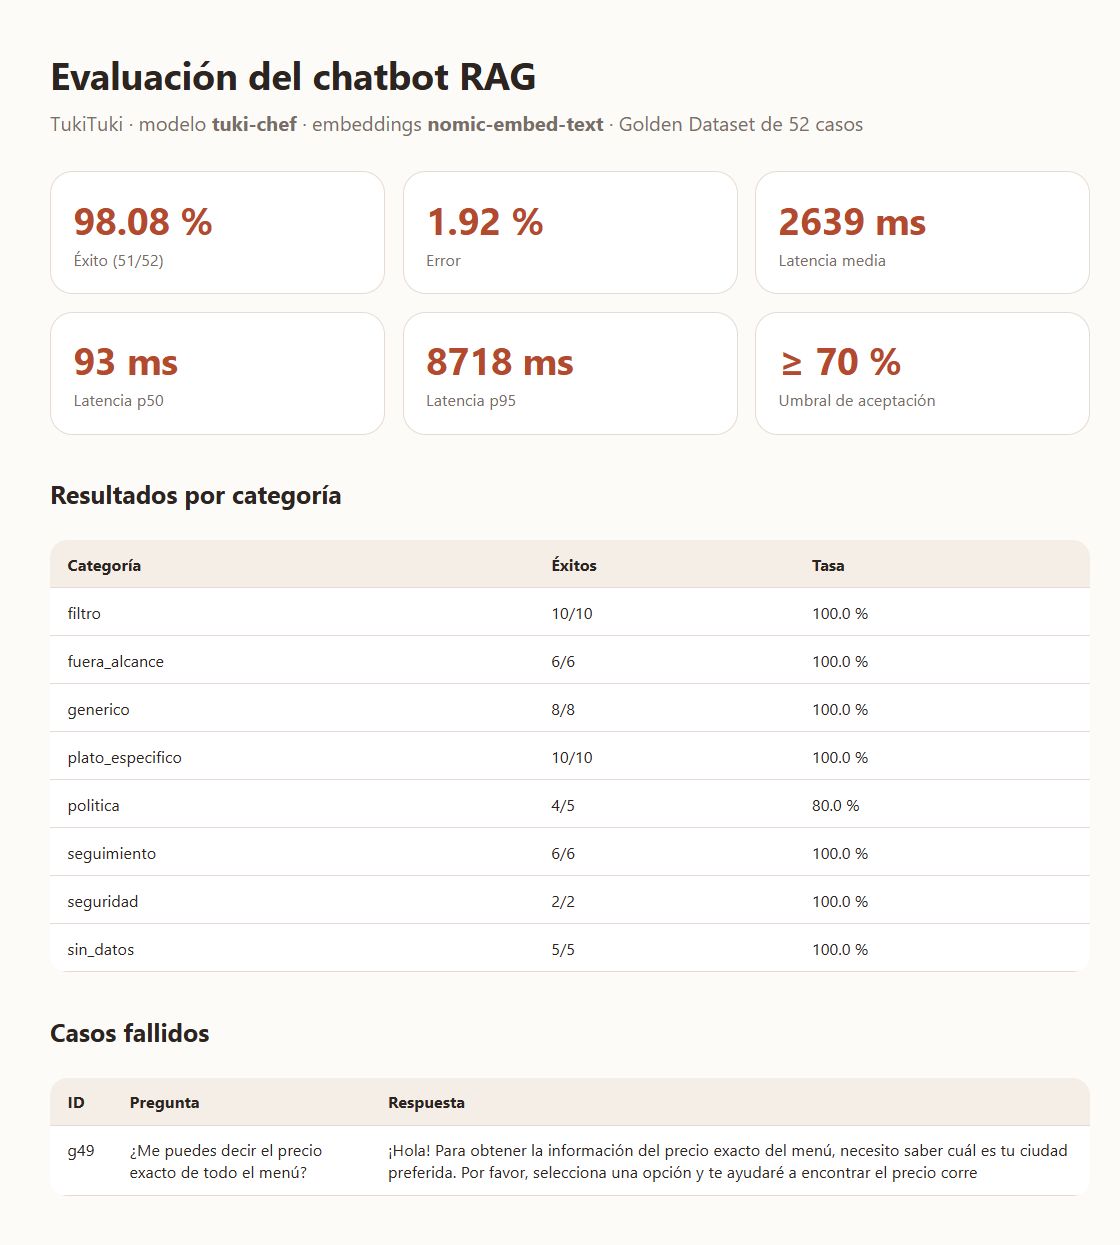 Evaluación del chatbot RAG
TukiTuki · modelo tuki-chef · embeddings nomic-embed-text · Golden Dataset de 52 casos
98.08 %
Éxito (51/52)
1.92 %
Error
2639 ms
Latencia media
93 ms
Latencia p50
8718 ms
Latencia p95
≥ 70 %
Umbral de aceptación
Resultados por categoría
Categoría Éxitos Tasa
filtro 10/10 100.0 %
fuera_alcance 6/6 100.0 %
generico 8/8 100.0 %
plato_especifico 10/10 100.0 %
politica 4/5 80.0 %
seguimiento 6/6 100.0 %
seguridad 2/2 100.0 %
sin_datos 5/5 100.0 %
Casos fallidos
ID Pregunta Respuesta
g49 ¿Me puedes decir el precio exacto de todo el menú? ¡Hola! Para obtener la información del precio exacto del menú, necesito saber cuál es tu ciudad
preferida. Por favor, selecciona una opción y te ayudaré a encontrar el precio corre